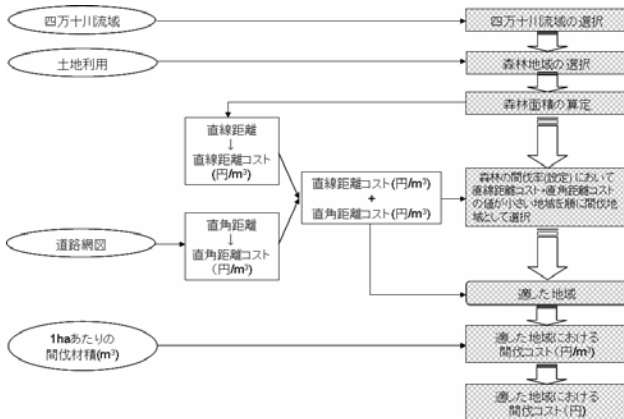 四万十川流域
四万十川流域の選択
土地利用
森林地域の選択
森林面積の算定
直線距離
↓
直線距離コスト
(円/m³)
直線距離コスト(円/m³)
+
直角距離コスト(円/m³)
森林の間伐率(設定)において
直線距離コスト+直角距離コスト
の値が小さい地域を順に間伐地
域として選択
道路網図
直角距離
↓
直角距離コスト
(円/m³)
適した地域
1haあたりの
間伐材積(m³)
適した地域における
間伐コスト(円/m³)
適した地域における
間伐コスト(円)